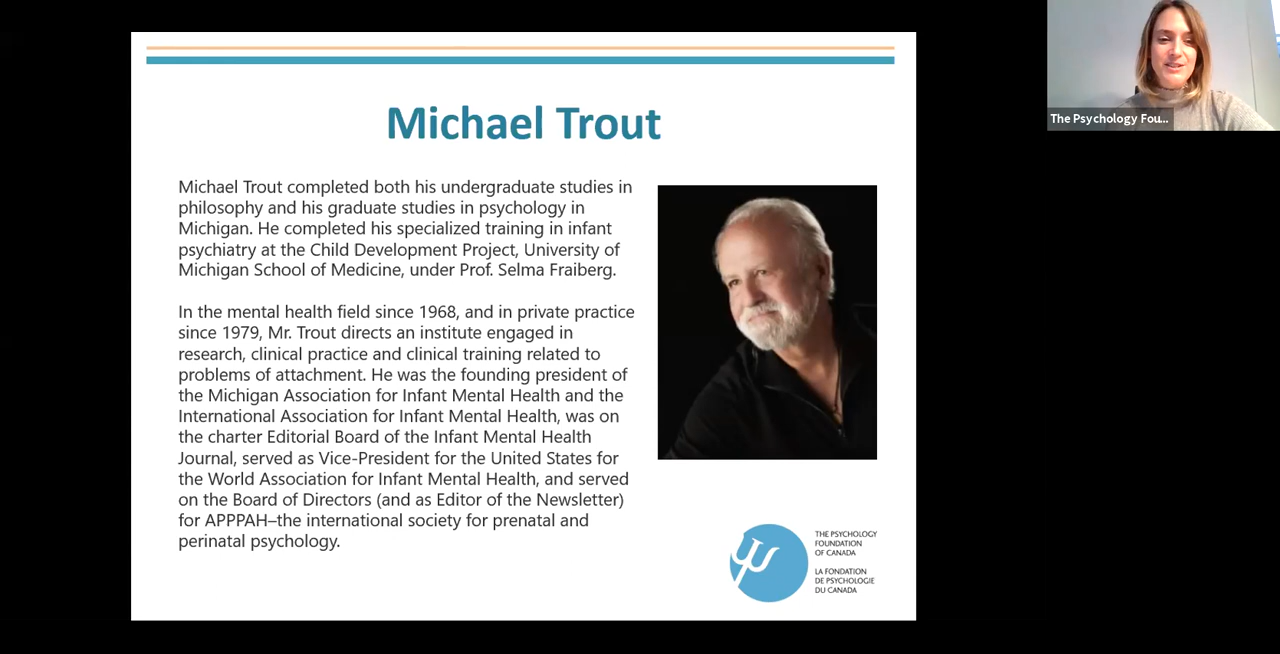 Michael Trout
Michael Trout completed both his undergraduate studies in
philosophy and his graduate studies in psychology in
Michigan. He completed his specialized training in infant
psychiatry at the Child Development Project, University of
Michigan School of Medicine, under Prof. Selma Fraiberg.
In the mental health field since 1968, and in private practice
since 1979, Mr. Trout directs an institute engaged in
research, clinical practice and clinical training related to
problems of attachment. He was the founding president of
the Michigan Association for Infant Mental Health and the
International Association for Infant Mental Health, was on
the charter Editorial Board of the Infant Mental Health
Journal, served as Vice-President for the United States for
the World Association for Infant Mental Health, and served
on the Board of Directors (and as Editor of the Newsletter)
for APPPAH–the international society for prenatal and
perinatal psychology.
THE PSYCHOLOGY
FOUNDATION
OF CANADA
LA FONDATION
DE PSYCHOLOGIE
DU CANADA
The Psychology Fou...